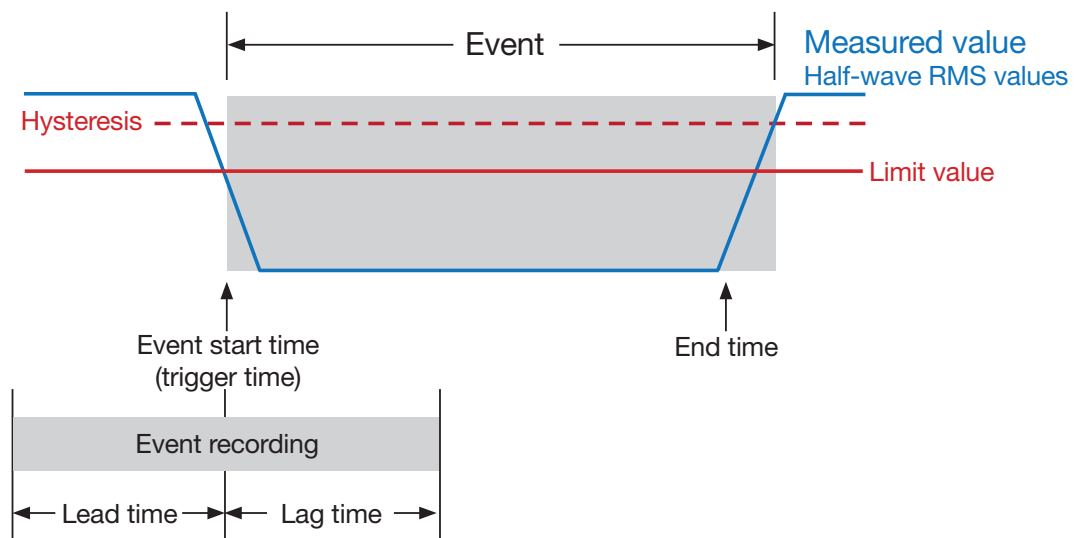 Event
Measured value
Half-wave RMS values
Hysteresis
Limit value
Event start time
(trigger time)
End time
Event recording
Lead time
Lag time